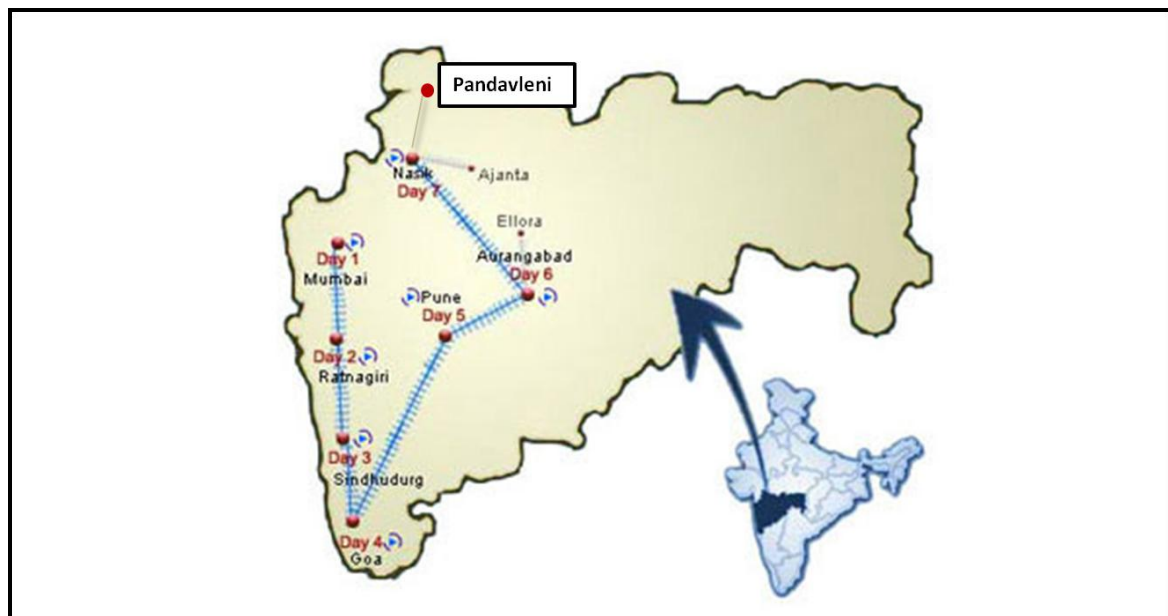 Pandavleni
Nasik
Day 7
Ajanta
Ellora
Aurangabad
Day 6
Day 1
Mumbai
Pune
Day 5
Day 2
Ratnagiri
Day 3
Sindhudurg
Day 4
Goa